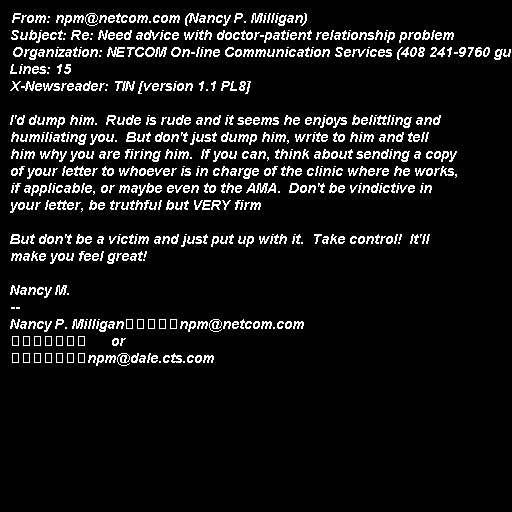 From: npm@netcom.com (Nancy P. Milligan)
Subject: Re: Need advice with doctor-patient relationship problem
Organization: NETCOM On-line Communication Services (408 241-9760 gu
Lines: 15
X-Newsreader: TIN [version 1.1 PL8]

I'd dump him.  Rude is rude and it seems he enjoys belittling and
humiliating you.  But don't just dump him, write to him and tell
him why you are firing him.  If you can, think about sending a copy
of your letter to whoever is in charge of the clinic where he works,
if applicable, or maybe even to the AMA.  Don't be vindictive in
your letter, be truthful but VERY firm

But don't be a victim and just put up with it.  Take control!  It'll
make you feel great!

Nancy M.
--
Nancy P. Milligan□□□□□npm@netcom.com
□□□□□□□      or
□□□□□□□npm@dale.cts.com